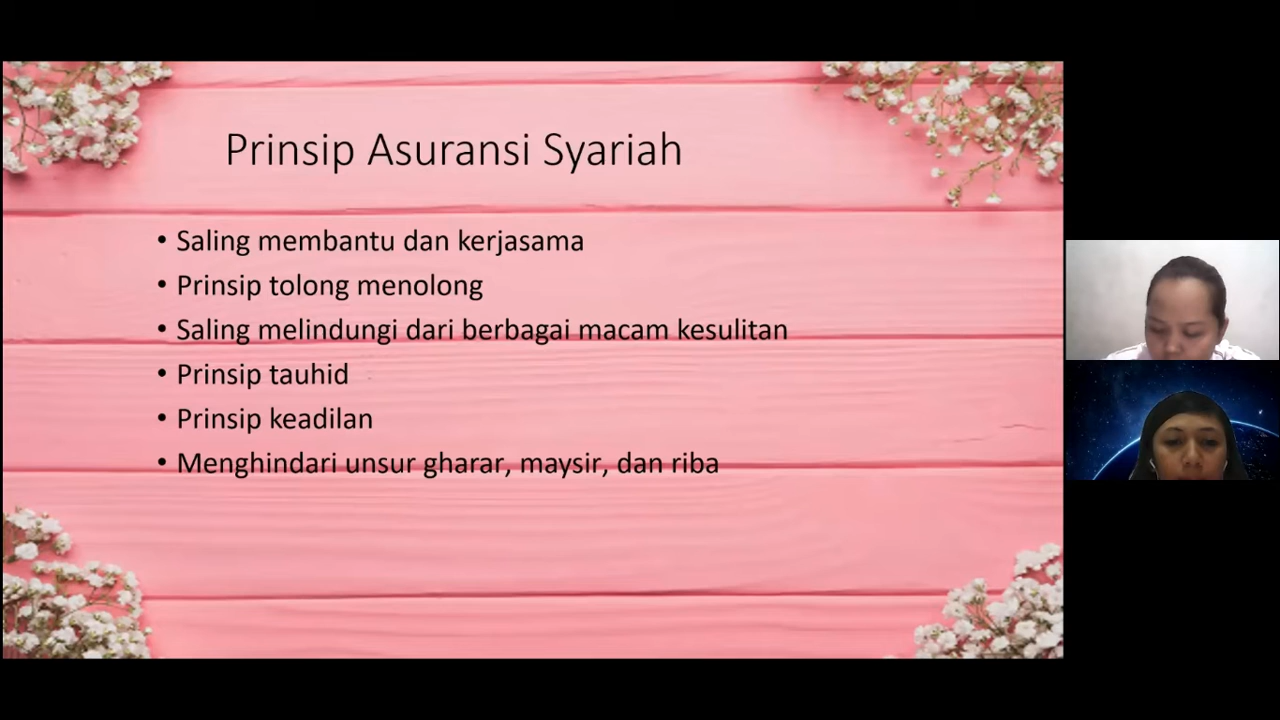 Prinsip Asuransi Syariah
• Saling membantu dan kerjasama
• Prinsip tolong menolong
• Saling melindungi dari berbagai macam kesulitan
• Prinsip tauhid
• Prinsip keadilan
• Menghindari unsur gharar, maysir, dan riba